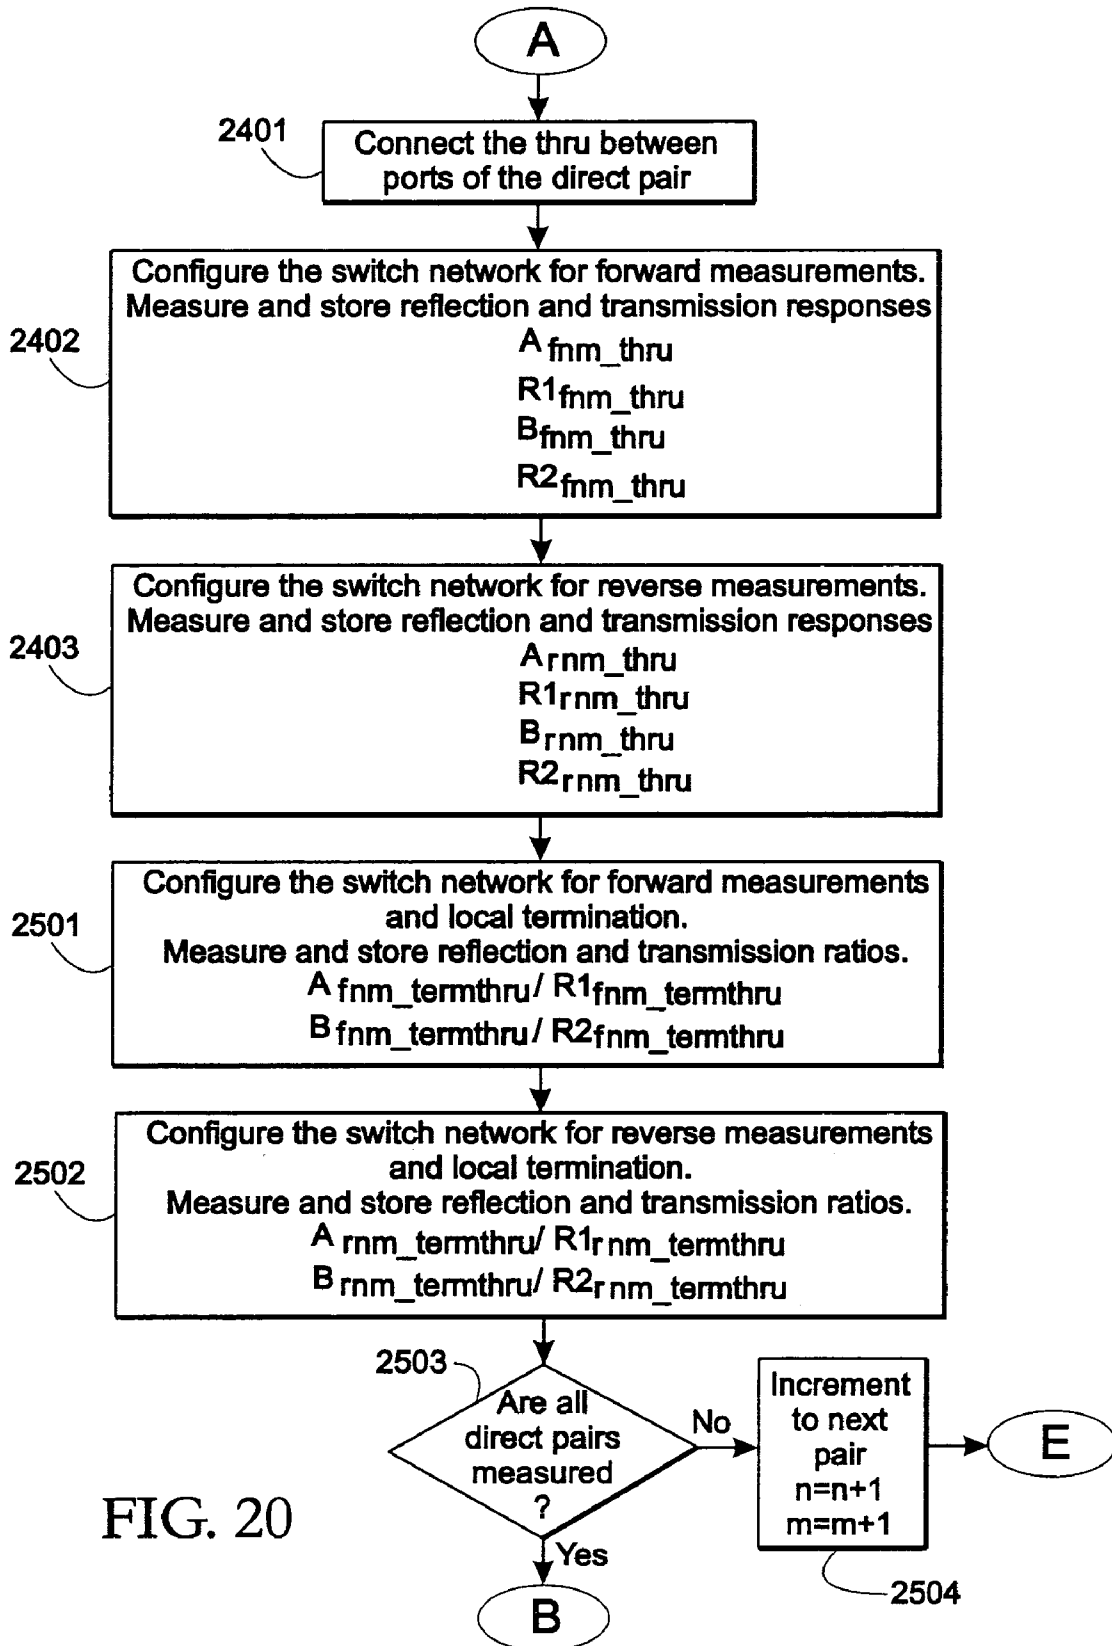 A
2401
Connect the thru between
ports of the direct pair
2402
Configure the switch network for forward measurements.
Measure and store reflection and transmission responses
A fnm_thru
R1fnm_thru
Bfnm_thru
R2fnm_thru
2403
Configure the switch network for reverse measurements.
Measure and store reflection and transmission responses
Arnm_thru
R1rnm_thru
Brnm_thru
R2rnm_thru
2501
Configure the switch network for forward measurements
and local termination.
Measure and store reflection and transmission ratios.
A fnm_termthru/ R1fnm_termthru
B fnm_termthru/ R2fnm_termthru
2502
Configure the switch network for reverse measurements
and local termination.
Measure and store reflection and transmission ratios.
A rnm_termthru/ R1rnm_termthru
B rnm_termthru/ R2rnm_termthru
2503
Are all
direct pairs
measured
?
No
Increment
to next
pair
n=n+1
m=m+1
E
2504
Yes
B
FIG. 20